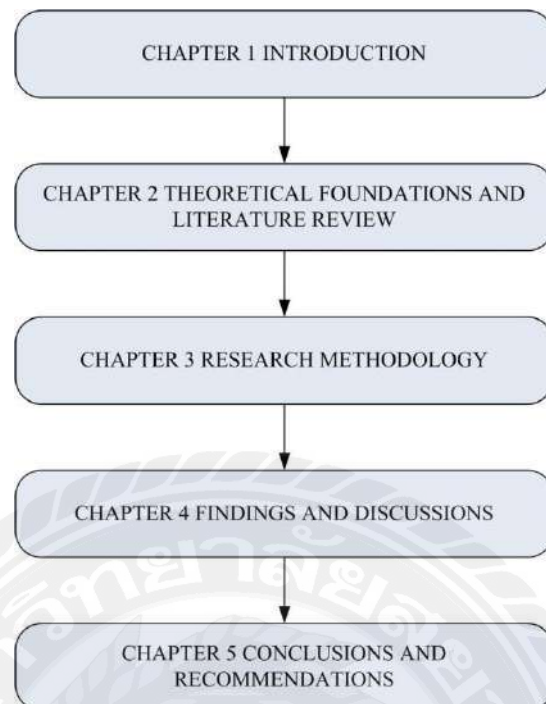 CHAPTER 1 INTRODUCTION
CHAPTER 2 THEORETICAL FOUNDATIONS AND
LITERATURE REVIEW
CHAPTER 3 RESEARCH METHODOLOGY
CHAPTER 4 FINDINGS AND DISCUSSIONS
CHAPTER 5 CONCLUSIONS AND
RECOMMENDATIONS